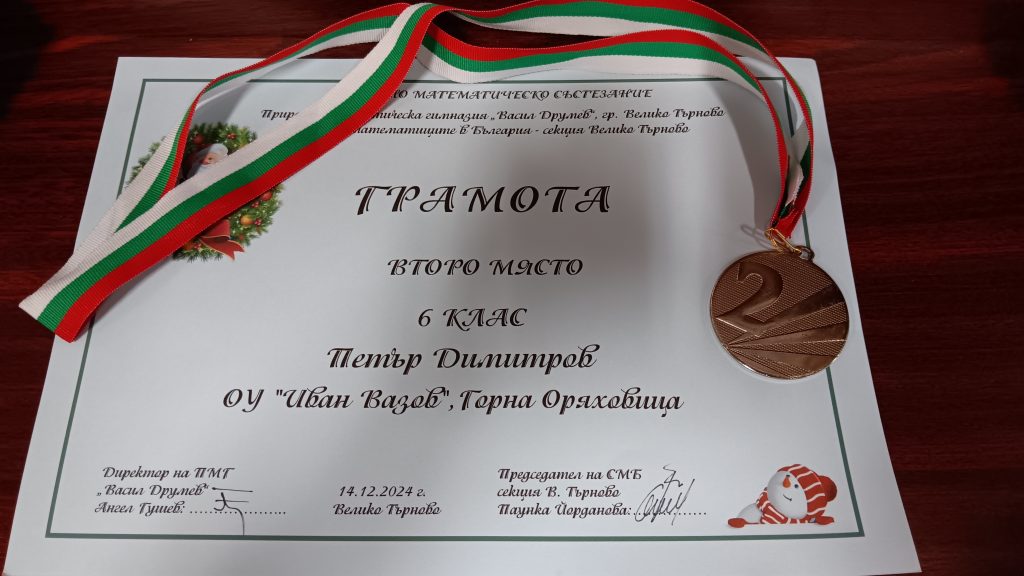 МАТЕМАТИЧЕСКО СЪСТЕЗАНИЕ
гимназия „Васил Друмев", гр. Велико Търново
математиците в България - секция Велико Търново
ГРАМОТА
ВТОРО МЯСТО
6 КЛАС
Петър Димитров
ОУ "Иван Вазов", Горна Оряховица
2
Директор на ПМГ
„Васил Друмев"
Ангел Гушев: ....................
14.12.2024 г.
Велико Търново
Председател на СМБ
секция В. Търново
Паунка Йорданова: ................